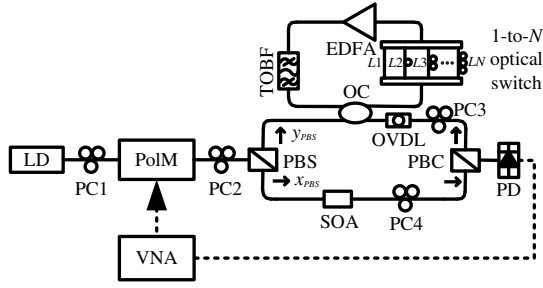 EDFA
L1 L2 L3 ... LN
1-to-N
optical
switch
TOBF
OC
PC3
y_PBS
OVDL
LD
PolM
PBS
PBC
PC1
PC2
x_PBS
PD
SOA
PC4
VNA